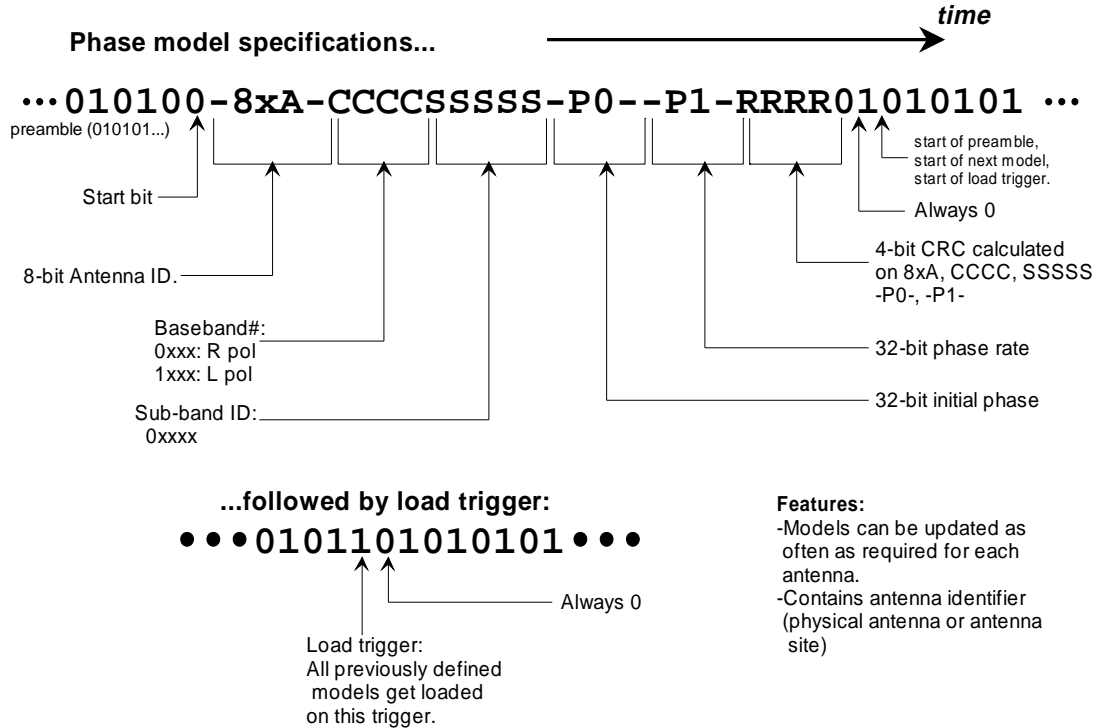 time
Phase model specifications...
•••010100-8xA-CCCCSSSSS-P0--P1-RRRR01010101 •••
preamble (010101...)
start of preamble,
start of next model,
start of load trigger.
Start bit
Always 0
8-bit Antenna ID.
4-bit CRC calculated
on 8xA, CCCC, SSSSS
-P0-, -P1-
Baseband#:
0xxx: R pol
1xxx: L pol
32-bit phase rate
Sub-band ID:
0xxxx
32-bit initial phase
...followed by load trigger:
•••010110101010101•••
Always 0
Load trigger:
All previously defined
models get loaded
on this trigger.
Features:
-Models can be updated as
often as required for each
antenna.
-Contains antenna identifier
(physical antenna or antenna
site)